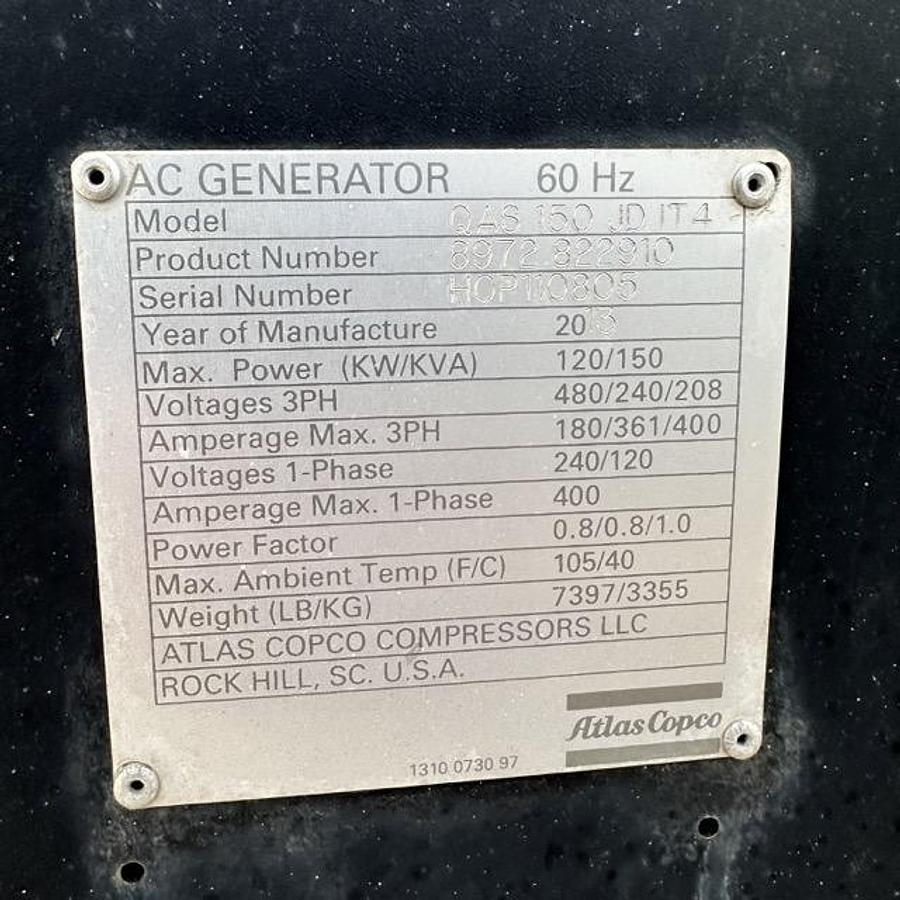 AC GENERATOR 60 Hz
Model QAS 150 JD IT4
Product Number 8972 822910
Serial Number HOP110805
Year of Manufacture 2013
Max. Power (KW/KVA) 120/150
Voltages 3PH 480/240/208
Amperage Max. 3PH 180/361/400
Voltages 1-Phase 240/120
Amperage Max. 1-Phase 400
Power Factor 0.8/0.8/1.0
Max. Ambient Temp (F/C) 105/40
Weight (LB/KG) 7397/3355
ATLAS COPCO COMPRESSORS LLC
ROCK HILL, SC. U.S.A.
Atlas Copco
1310 0730 97